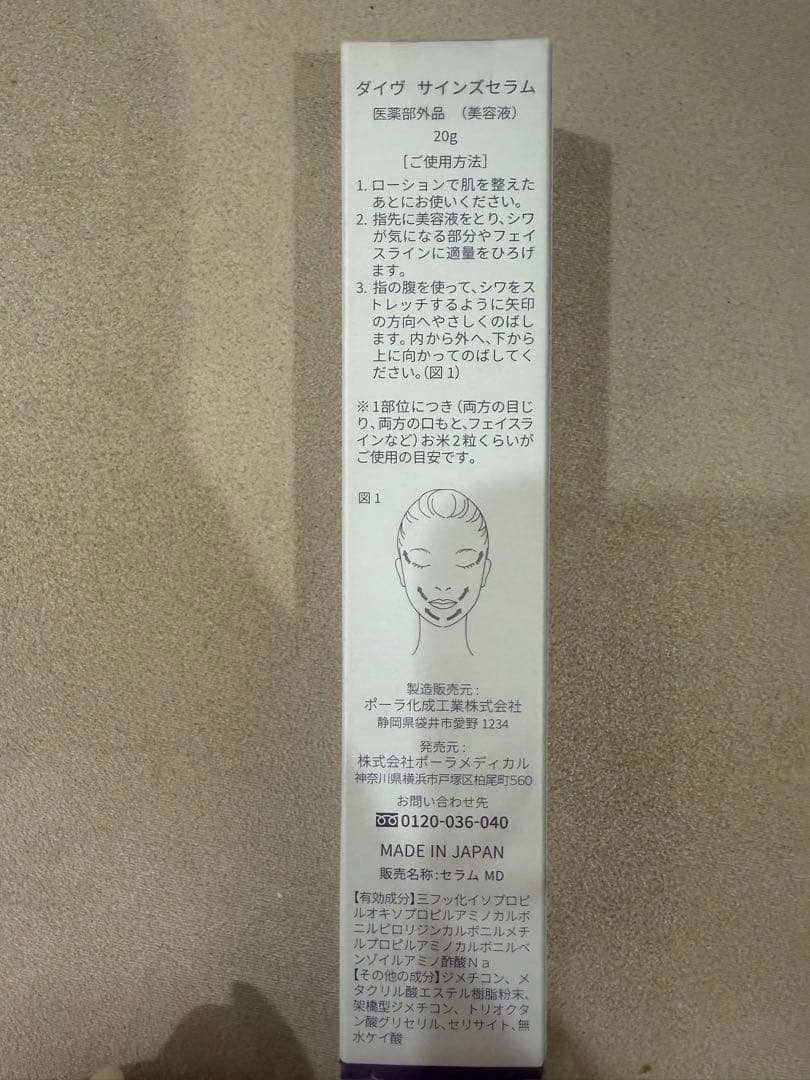 ダイヴ サインズセラム
医薬部外品 （美容液）
20g
［ご使用方法］
1. ローションで肌を整えた
あとにお使いください。
2. 指先に美容液をとり、シワ
が気になる部分やフェイ
スラインに適量をひろげ
ます。
3. 指の腹を使って、シワをス
トレッチするように矢印
の方向へやさしくのばし
ます。内から外へ、下から
上に向かってのばしてく
ださい。（図 1）
※1部位につき（両方の目じ
り、両方の口もと、フェイスラ
インなど）お米2粒くらいが
ご使用の目安です。
図 1
製造販売元：
ポーラ化成工業株式会社
静岡県袋井市愛野 1234
発売元：
株式会社ポーラメディカル
神奈川県横浜市戸塚区柏尾町560
お問い合わせ先
0120-036-040
MADE IN JAPAN
販売名称：セラム MD
【有効成分】三フッ化イソプロピ
ルオキソプロピルアミノカルボ
ニルピロリジンカルボニルメチ
ルプロピルアミノカルボニルベ
ンゾイルアミノ酢酸Ｎａ
【その他の成分】ジメチコン、メ
タクリル酸エステル樹脂粉末、
架橋型ジメチコン、トリオクタ
ン酸グリセリル、セリサイト、無
水ケイ酸